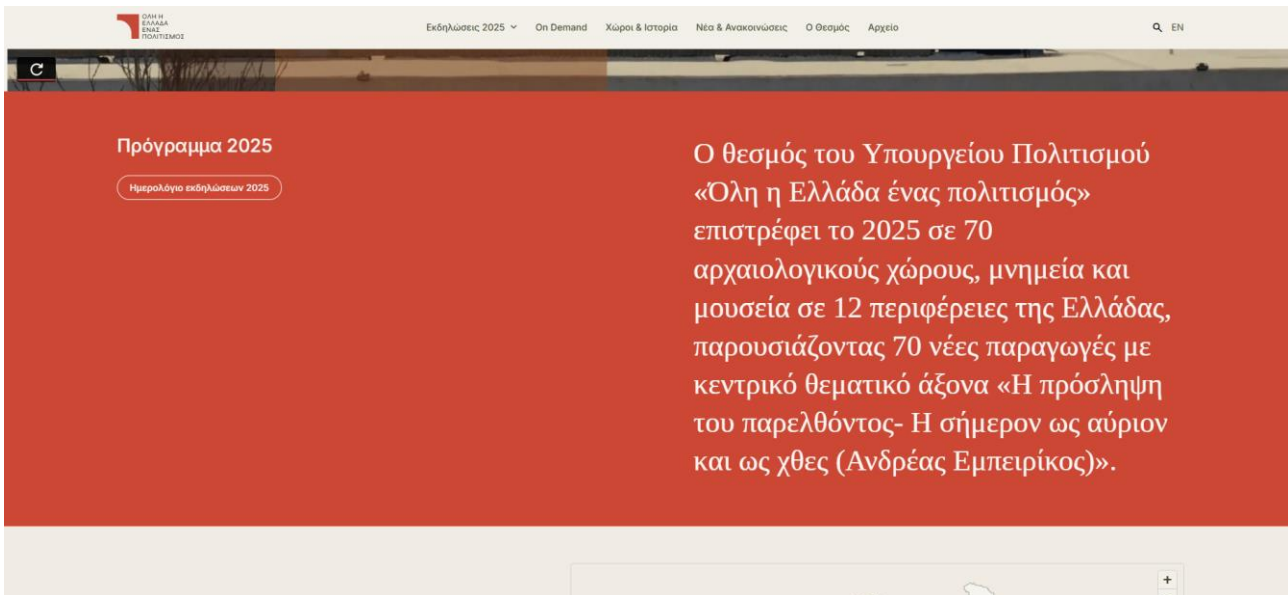 ΟΛΗ Η
ΕΛΛΑΔΑ
ΕΝΑΣ
ΠΟΛΙΤΙΣΜΟΣ
Εκδηλώσεις 2025 On Demand Χώροι & Ιστορία Νέα & Ανακοινώσεις Ο Θεσμός Αρχείο EN
Πρόγραμμα 2025
Ημερολόγιο εκδηλώσεων 2025
Ο θεσμός του Υπουργείου Πολιτισμού
«Όλη η Ελλάδα ένας πολιτισμός»
επιστρέφει το 2025 σε 70
αρχαιολογικούς χώρους, μνημεία και
μουσεία σε 12 περιφέρειες της Ελλάδας,
παρουσιάζοντας 70 νέες παραγωγές με
κεντρικό θεματικό άξονα «Η πρόσληψη
του παρελθόντος- Η σήμερον ως αύριον
και ως χθες (Ανδρέας Εμπειρίκος)».
+